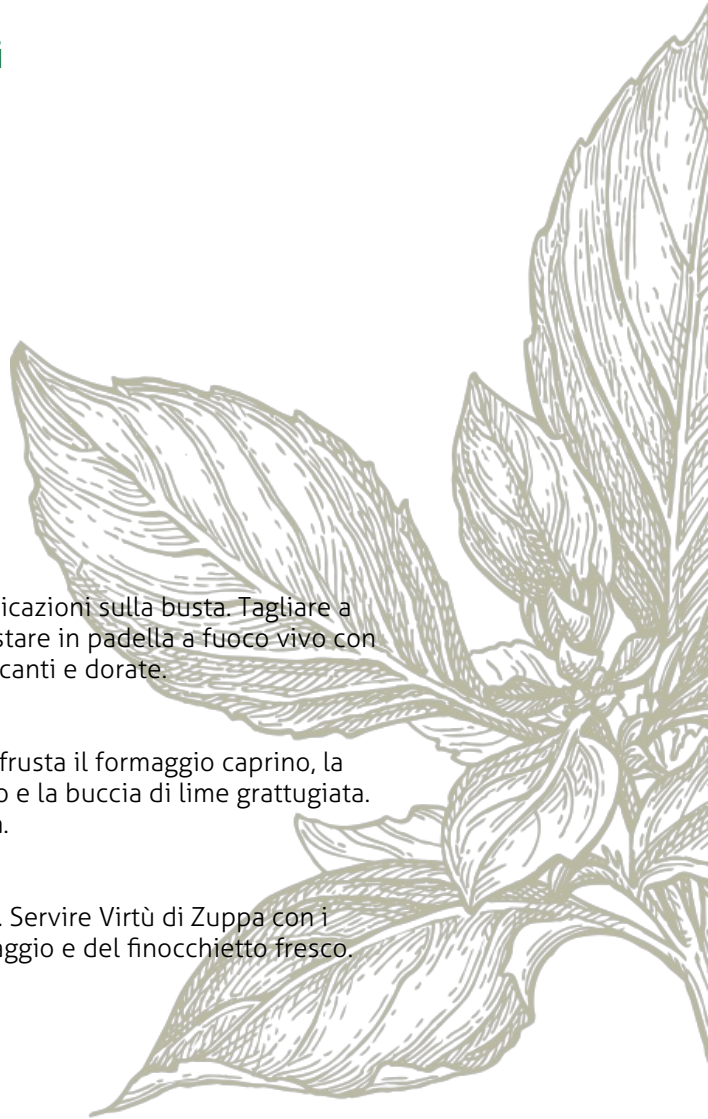 i
icazioni sulla busta. Tagliare a
stare in padella a fuoco vivo con
canti e dorate.
frusta il formaggio caprino, la
o e la buccia di lime grattugiata.
a.
. Servire Virtù di Zuppa con i
aggio e del finocchietto fresco.